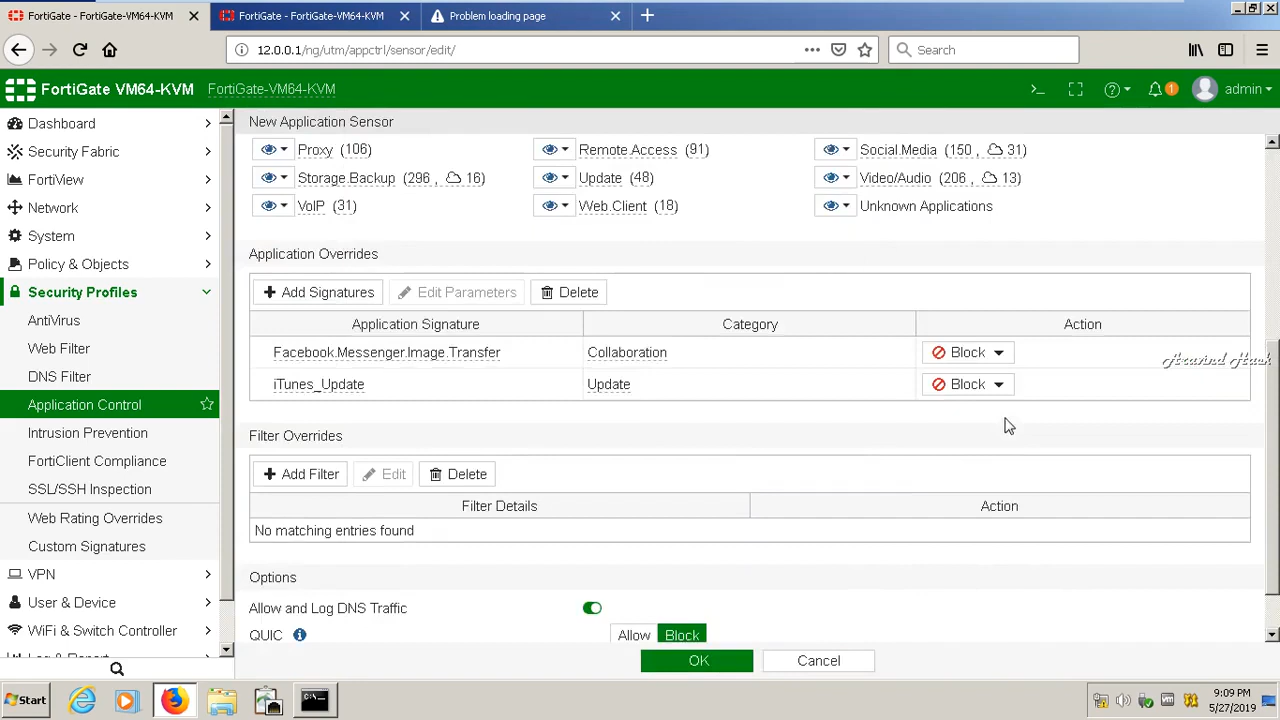 FortiGate - FortiGate-VM64-KVM
FortiGate - FortiGate-VM64-KVM
Problem loading page
12.0.0.1/ng/utm/appctrl/sensor/edit/
Search
FortiGate VM64-KVM
FortiGate-VM64-KVM
1
admin
Dashboard
Security Fabric
FortiView
Network
System
Policy & Objects
Security Profiles
AntiVirus
Web Filter
DNS Filter
Application Control
Intrusion Prevention
FortiClient Compliance
SSL/SSH Inspection
Web Rating Overrides
Custom Signatures
VPN
User & Device
WiFi & Switch Controller
Log & Report
New Application Sensor
Proxy (106)
Remote.Access (91)
Social.Media (150, 31)
Storage.Backup (296, 16)
Update (48)
Video/Audio (206, 13)
VoIP (31)
Web.Client (18)
Unknown Applications
Application Overrides
+ Add Signatures
Edit Parameters
Delete
Application Signature
Category
Action
Facebook.Messenger.Image.Transfer
Collaboration
Block
Aravind Hack
iTunes_Update
Update
Block
Filter Overrides
+ Add Filter
Edit
Delete
Filter Details
Action
No matching entries found
Options
Allow and Log DNS Traffic
QUIC
Allow
Block
OK
Cancel
Start
9:09 PM
5/27/2019